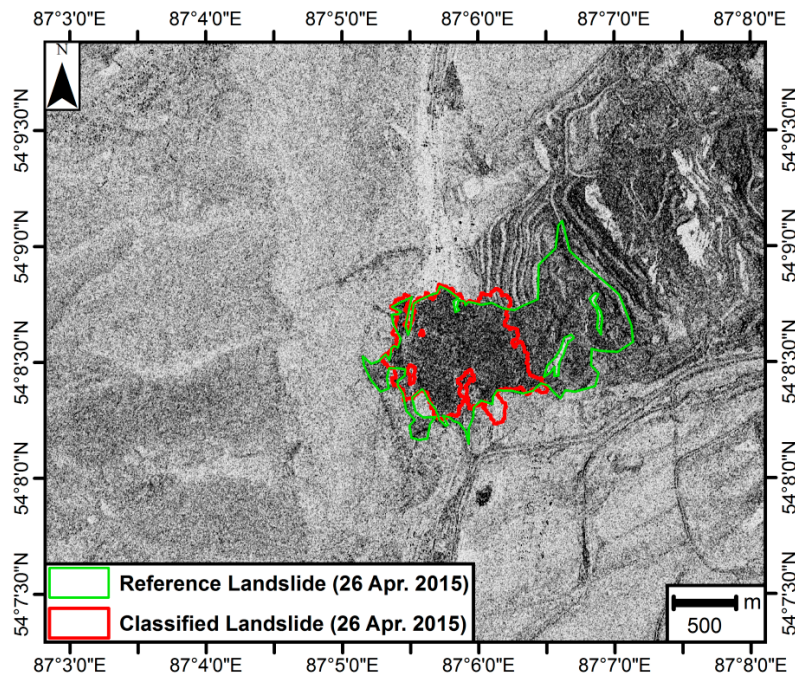 87°3'0"E 87°4'0"E 87°5'0"E 87°6'0"E 87°7'0"E 87°8'0"E
N
54°9'30"N 54°9'30"N
54°9'0"N 54°9'0"N
54°8'30"N 54°8'30"N
54°8'0"N 54°8'0"N
54°7'30"N 54°7'30"N
Reference Landslide (26 Apr. 2015)
Classified Landslide (26 Apr. 2015)
m
500
87°3'0"E 87°4'0"E 87°5'0"E 87°6'0"E 87°7'0"E 87°8'0"E